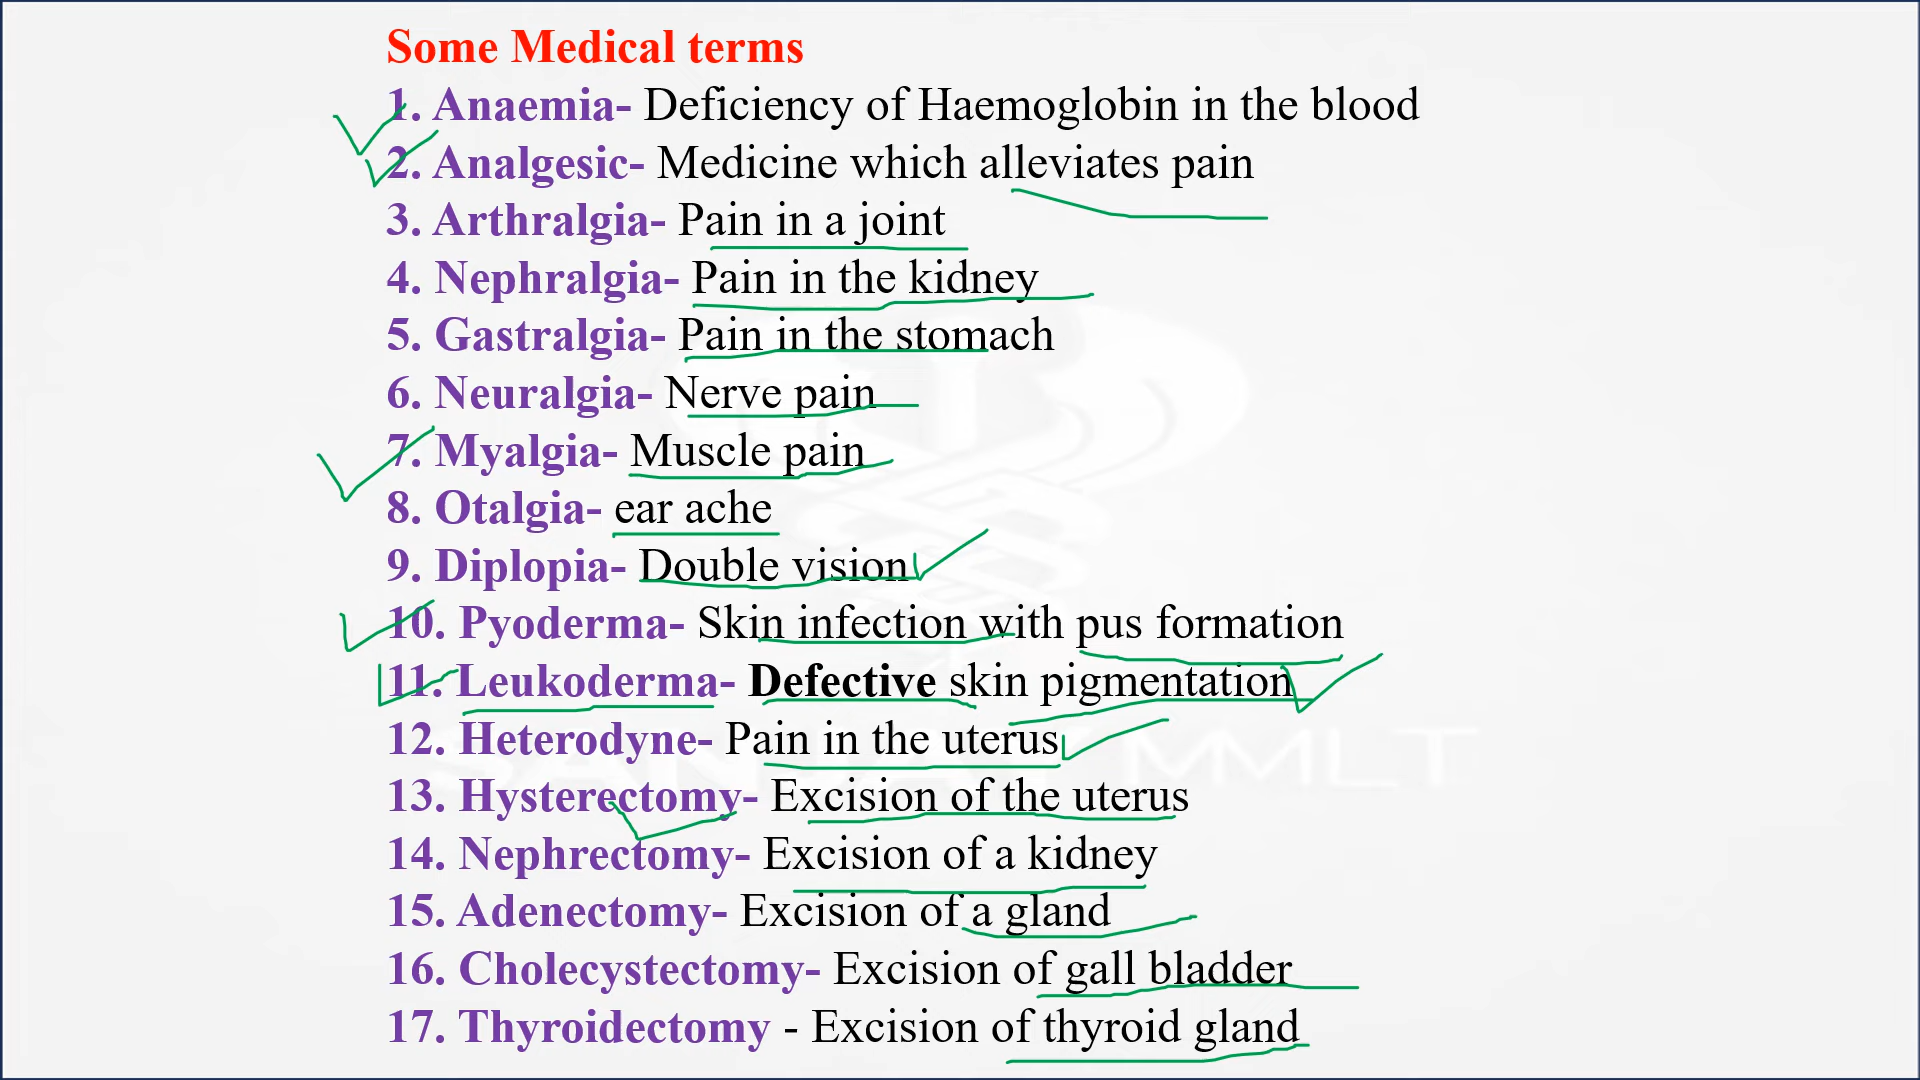 Some Medical terms
1. Anaemia- Deficiency of Haemoglobin in the blood
2. Analgesic- Medicine which alleviates pain
3. Arthralgia- Pain in a joint
4. Nephralgia- Pain in the kidney
5. Gastralgia- Pain in the stomach
6. Neuralgia- Nerve pain
7. Myalgia- Muscle pain
8. Otalgia- ear ache
9. Diplopia- Double vision
10. Pyoderma- Skin infection with pus formation
11. Leukoderma- Defective skin pigmentation
12. Heterodyne- Pain in the uterus
13. Hysterectomy- Excision of the uterus
14. Nephrectomy- Excision of a kidney
15. Adenectomy- Excision of a gland
16. Cholecystectomy- Excision of gall bladder
17. Thyroidectomy - Excision of thyroid gland